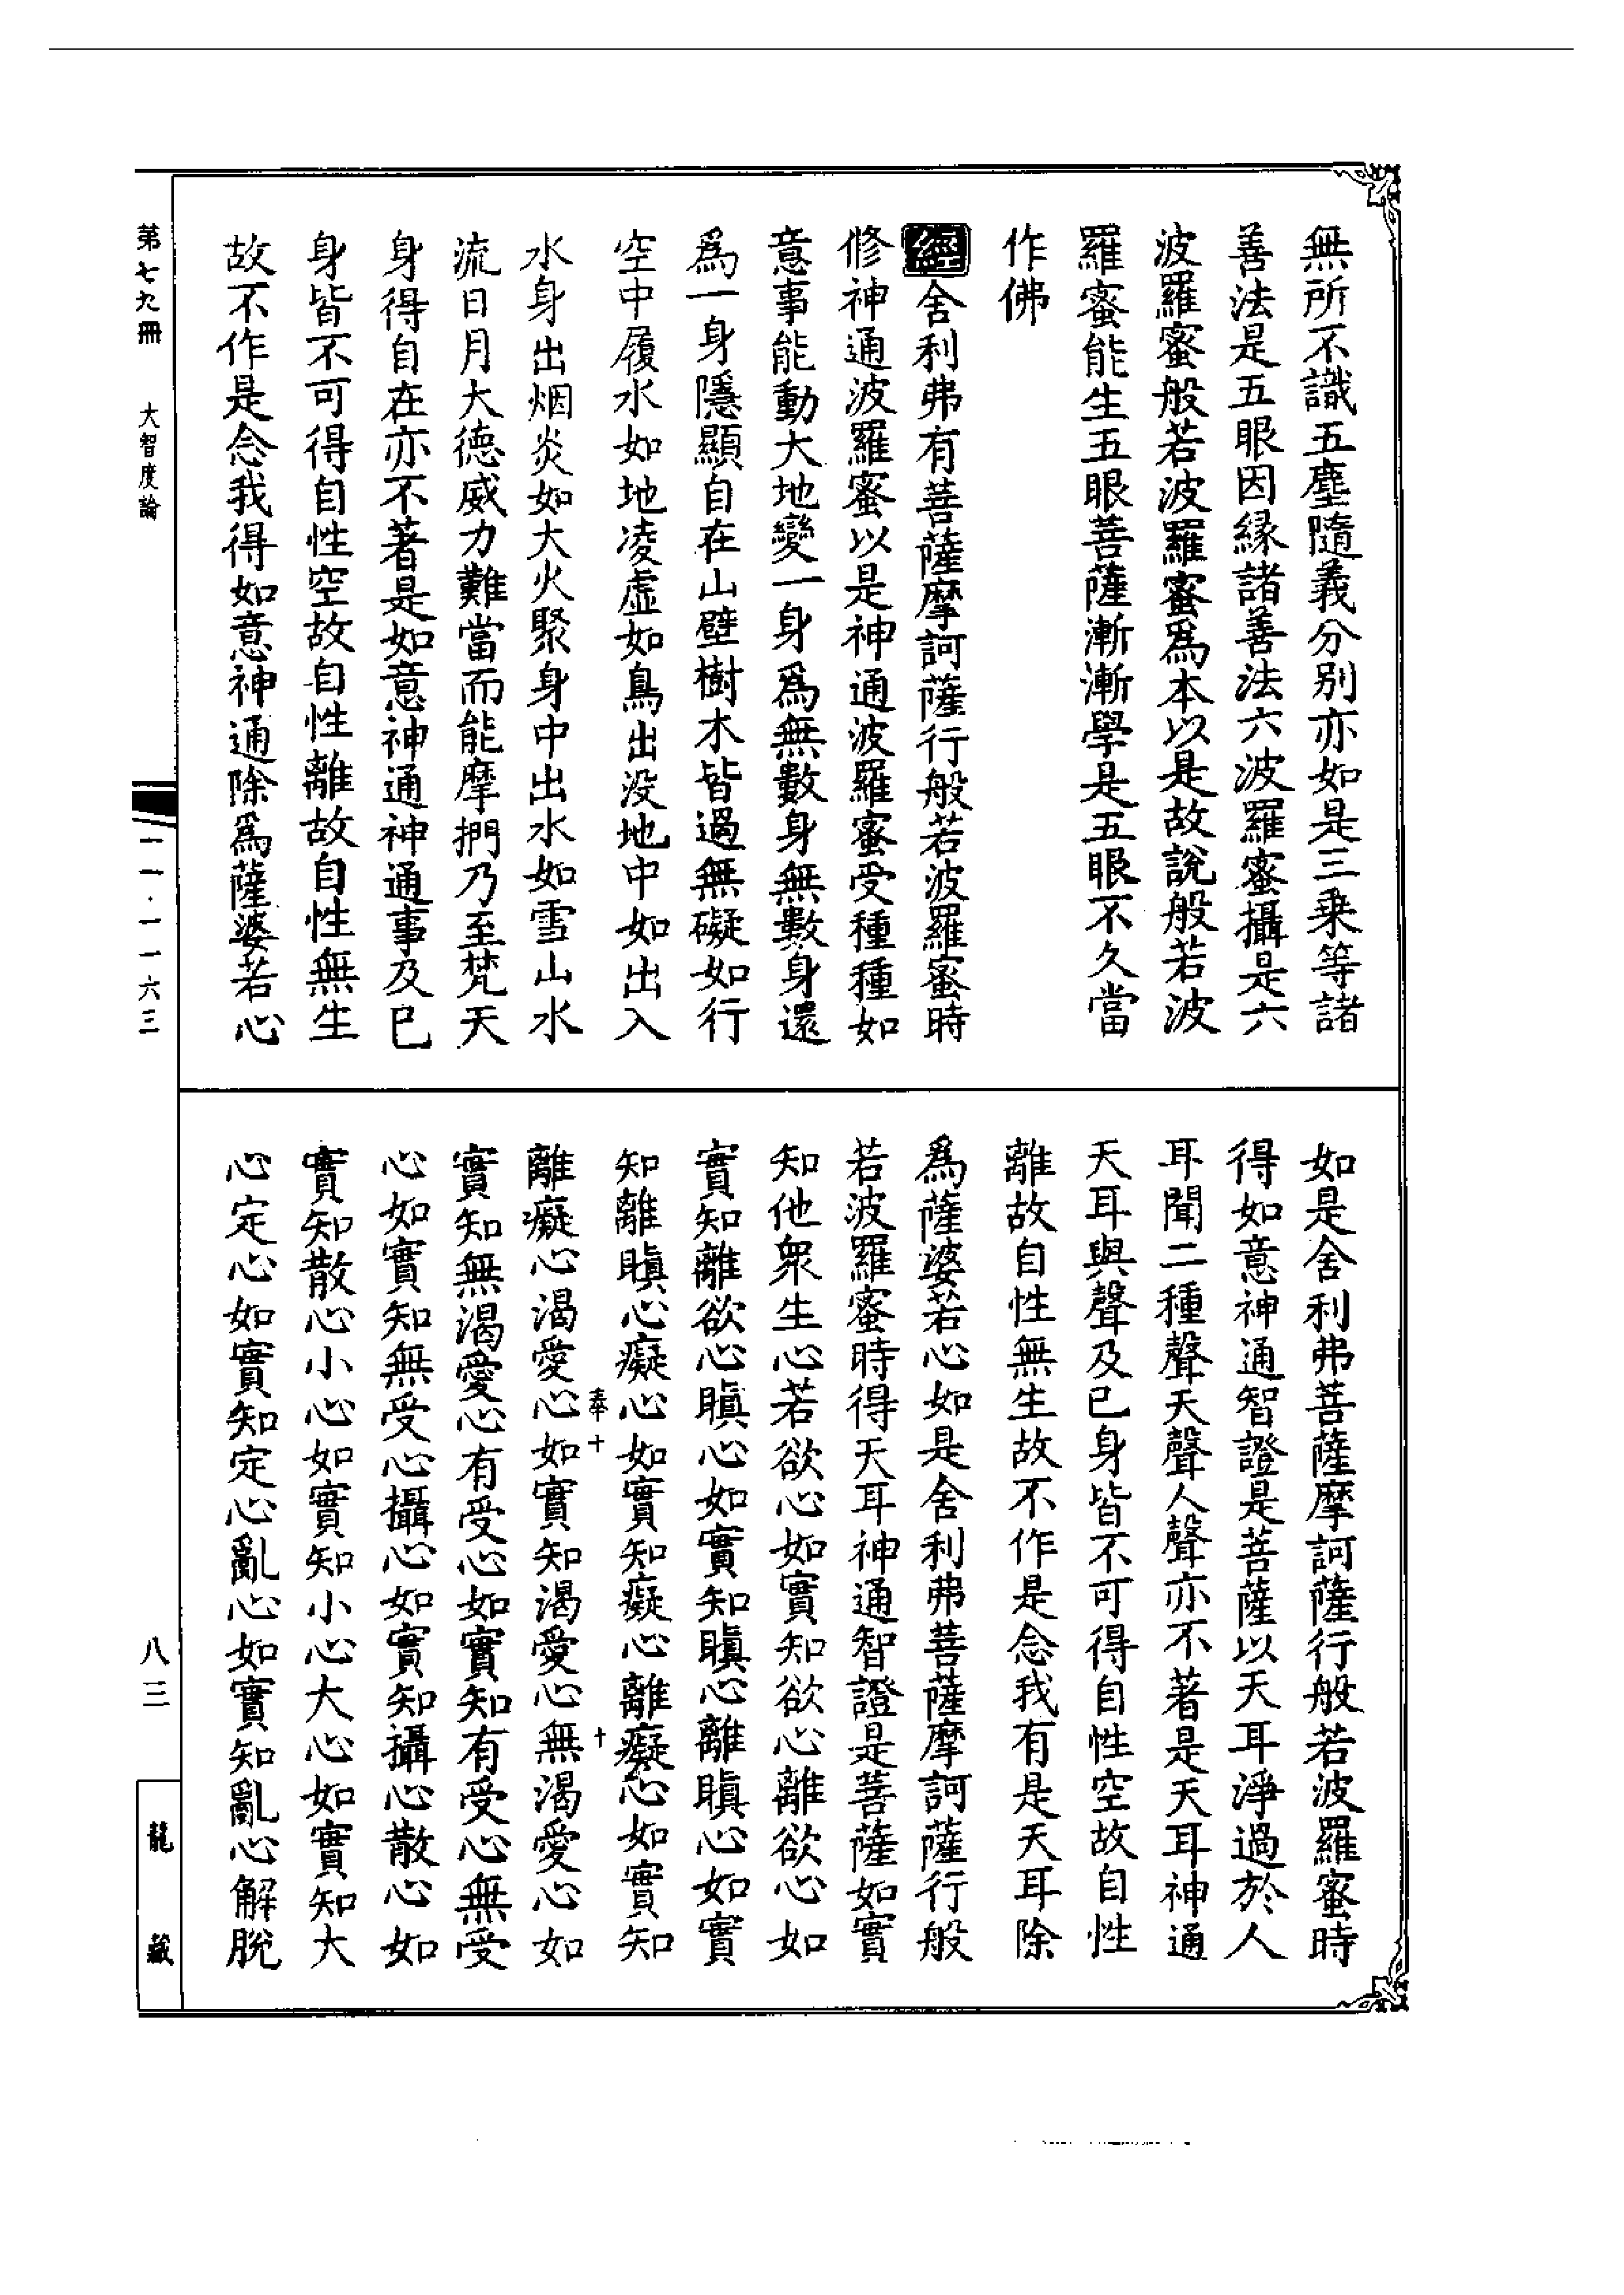 無所不識五塵隨義分別亦如是三乗等諸
善法是五眼因縁諸善法六波羅蜜攝是六
波羅蜜般若波羅蜜爲本以是故說般若波
羅蜜能生五眼菩薩漸漸學是五眼不久當
作佛
經舍利弗有菩薩摩訶薩行般若波羅蜜時
修神通波羅蜜以是神通波羅蜜受種種如
意事能動大地變一身爲無數身無數身還
爲一身隱顯自在山壁樹木皆過無礙如行
空中履水如地凌虛如鳥出没地中如出入
水身出烟炎如大火聚身中出水如雪山水
流日月大德威力難當而能摩捫乃至梵天
身得自在亦不著是如意神通神通事及已
身皆不可得自性空故自性離故自性無生
故不作是念我得如意神通除爲薩婆若心
如是舍利弗菩薩摩訶薩行般若波羅蜜時
得如意神通智證是菩薩以天耳淨過於人
耳聞二種聲天聲人聲亦不著是天耳神通
天耳與聲及已身皆不可得自性空故自性
離故自性無生故不作是念我有是天耳除
爲薩婆若心如是舍利弗菩薩摩訶薩行般
若波羅蜜時得天耳神通智證是菩薩如實
知他衆生心若欲心如實知欲心離欲心如
實知離欲心瞋心如實知瞋心離瞋心如實
知離瞋心癡心如實知癡心離癡心如實知
離癡心渴愛心如實知渴愛心無渴愛心如
實知無渴愛心有受心如實知有受心無受
心如實知無受心攝心如實知攝心散心如
實知散心小心如實知小心大心如實知大
心定心如實知定心亂心如實知亂心解脫
奉十
十
第七九冊 大智度論
一一·一一六三
八三
龍藏